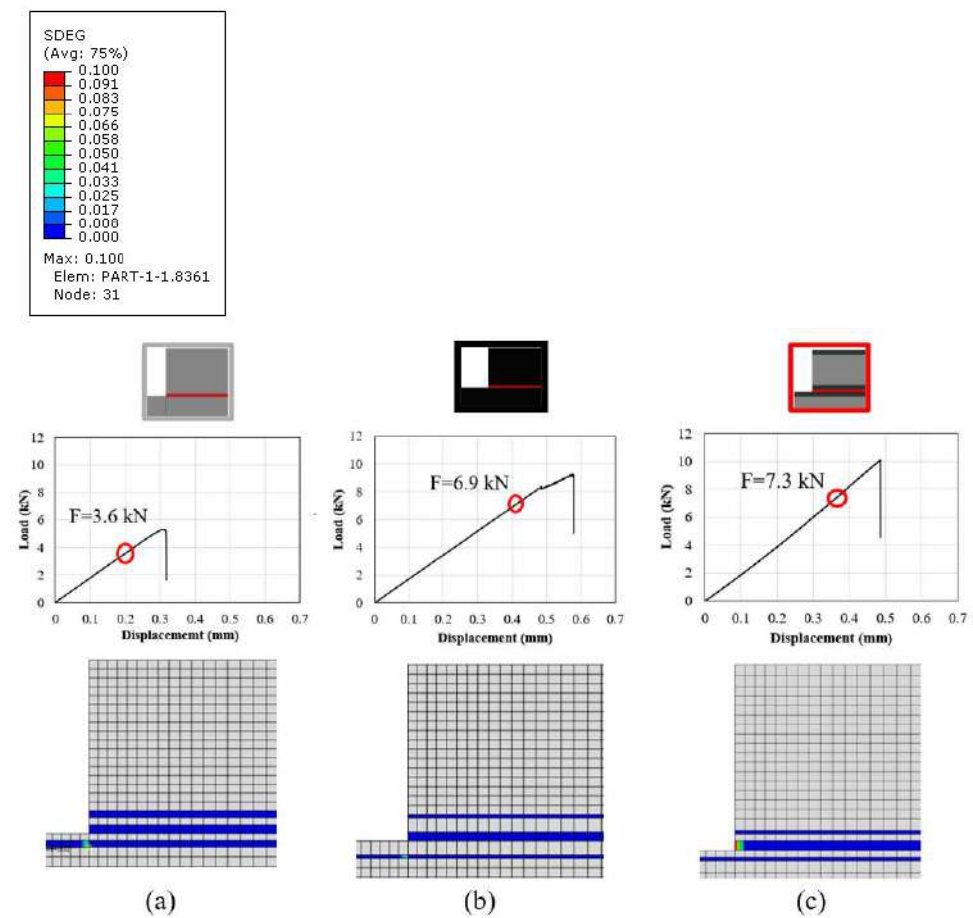 SDEG
(Avg: 75%)
0.100
0.091
0.083
0.075
0.066
0.058
0.050
0.041
0.033
0.025
0.017
0.008
0.000
Max: 0.100
Elem: PART-1-1.8361
Node: 31
12
10
8
6
4
2
0
Load (kN)
F=3.6 kN
0 0.1 0.2 0.3 0.4 0.5 0.6 0.7
Displacement (mm)
12
10
8
6
4
2
0
Load (kN)
F=6.9 kN
0 0.1 0.2 0.3 0.4 0.5 0.6 0.7
Displacement (mm)
12
10
8
6
4
2
0
Load (kN)
F=7.3 kN
0 0.1 0.2 0.3 0.4 0.5 0.6 0.7
Displacement (mm)
(a)
(b)
(c)